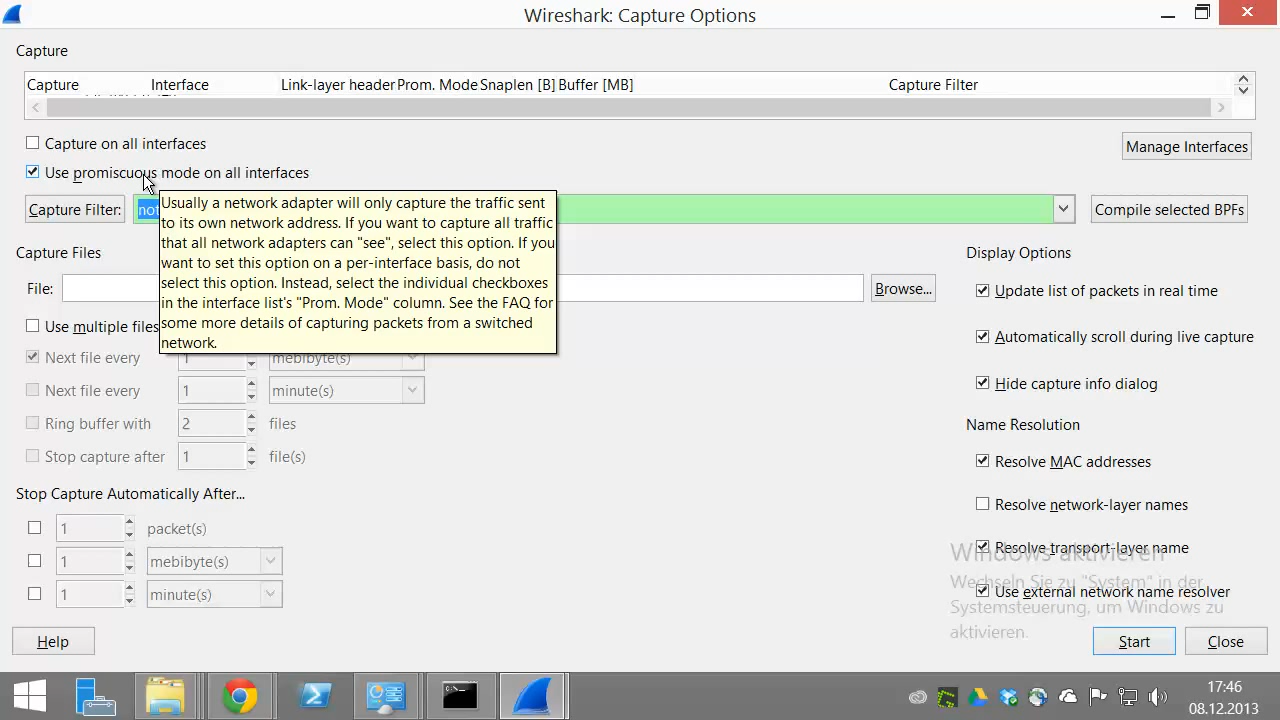 Wireshark: Capture Options
Capture
Capture Interface Link-layer header Prom. Mode Snaplen [B] Buffer [MB] Capture Filter
Capture on all interfaces
Manage Interfaces
Use promiscuous mode on all interfaces
Capture Filter: not
Compile selected BPFs
Usually a network adapter will only capture the traffic sent
to its own network address. If you want to capture all traffic
that all network adapters can "see", select this option. If you
want to set this option on a per-interface basis, do not
select this option. Instead, select the individual checkboxes
in the interface list's "Prom. Mode" column. See the FAQ for
some more details of capturing packets from a switched
network.
Capture Files
File:
Browse...
Use multiple files
Next file every 1 mebibyte(s)
Next file every 1 minute(s)
Ring buffer with 2 files
Stop capture after 1 file(s)
Stop Capture Automatically After...
1 packet(s)
1 mebibyte(s)
1 minute(s)
Display Options
Update list of packets in real time
Automatically scroll during live capture
Hide capture info dialog
Name Resolution
Resolve MAC addresses
Resolve network-layer names
Resolve transport-layer name
Use external network name resolver
Windows aktivieren
Wechseln Sie zu "System" in der
Systemsteuerung, um Windows zu
aktivieren.
Help
Start
Close
17:46
08.12.2013